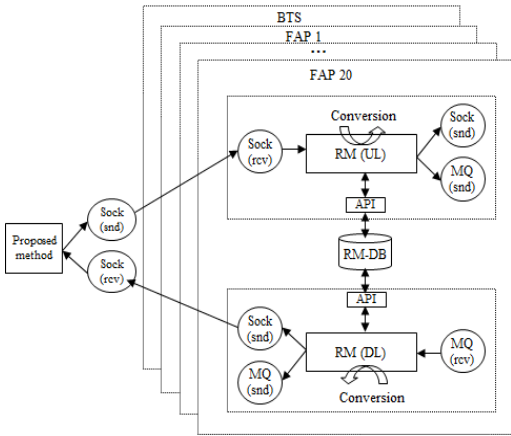 BTS
FAP 1
...
FAP 20
Conversion
Sock
(snd)
Sock
(rcv)
RM (UL)
MQ
(snd)
API
Sock
(snd)
Proposed
method
RM-DB
Sock
(rcv)
API
Sock
(snd)
RM (DL)
MQ
(rcv)
MQ
(snd)
Conversion